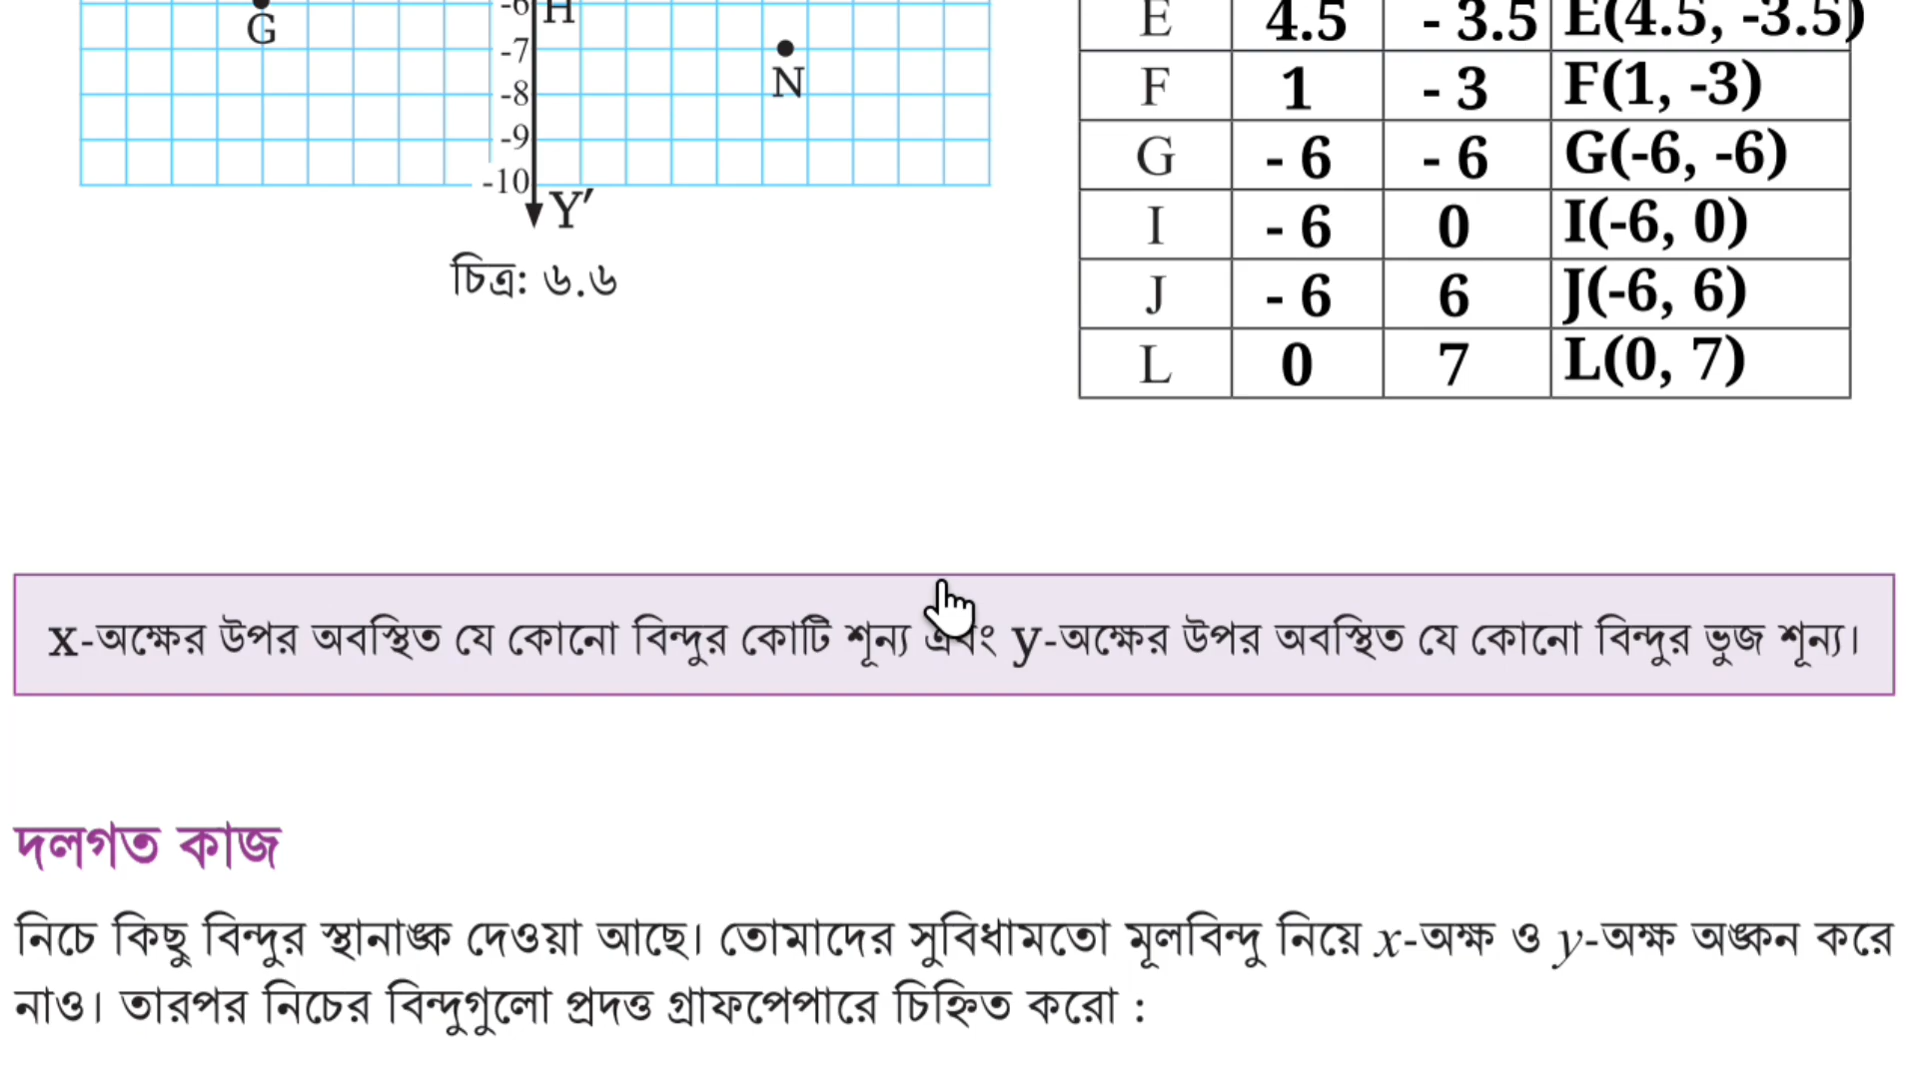 -6 H
G
-7
N
-8
-9
-10
Y′
চিত্র: ৬.৬
E 4.5 - 3.5 E(4.5, -3.5)
F 1 - 3 F(1, -3)
G - 6 - 6 G(-6, -6)
I - 6 0 I(-6, 0)
J - 6 6 J(-6, 6)
L 0 7 L(0, 7)
x-অক্ষের উপর অবস্থিত যে কোনো বিন্দুর কোটি শূন্য এবং y-অক্ষের উপর অবস্থিত যে কোনো বিন্দুর ভুজ শূন্য।
দলগত কাজ
নিচে কিছু বিন্দুর স্থানাঙ্ক দেওয়া আছে। তোমাদের সুবিধামতো মূলবিন্দু নিয়ে x-অক্ষ ও y-অক্ষ অঙ্কন করে
নাও। তারপর নিচের বিন্দুগুলো প্রদত্ত গ্রাফপেপারে চিহ্নিত করো :